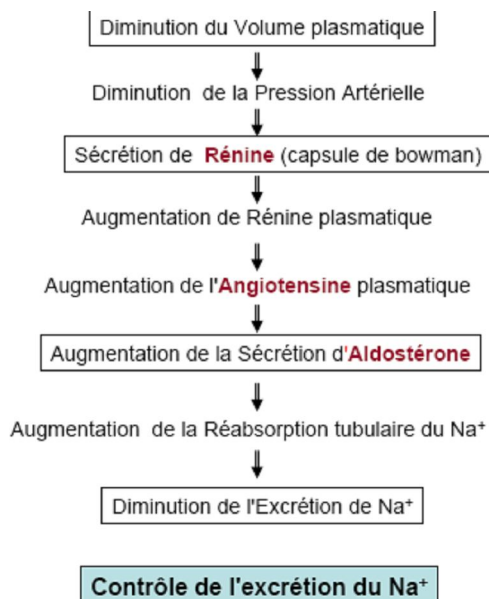 Diminution du Volume plasmatique
Diminution de la Pression Artérielle
Sécrétion de Rénine (capsule de bowman)
Augmentation de Rénine plasmatique
Augmentation de l'Angiotensine plasmatique
Augmentation de la Sécrétion d'Aldostérone
Augmentation de la Réabsorption tubulaire du Na⁺
Diminution de l'Excrétion de Na⁺
Contrôle de l'excrétion du Na⁺